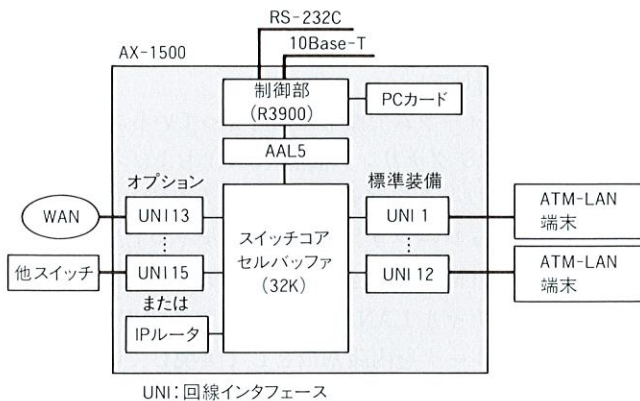 RS-232C
10Base-T
AX-1500
制御部
(R3900)
PCカード
AAL5
オプション
標準装備
WAN
UNI13
UNI 1
ATM-LAN
端末
スイッチコア
セルバッファ
(32K)
他スイッチ
UNI15
UNI 12
ATM-LAN
端末
または
IPルータ
UNI:回線インタフェース